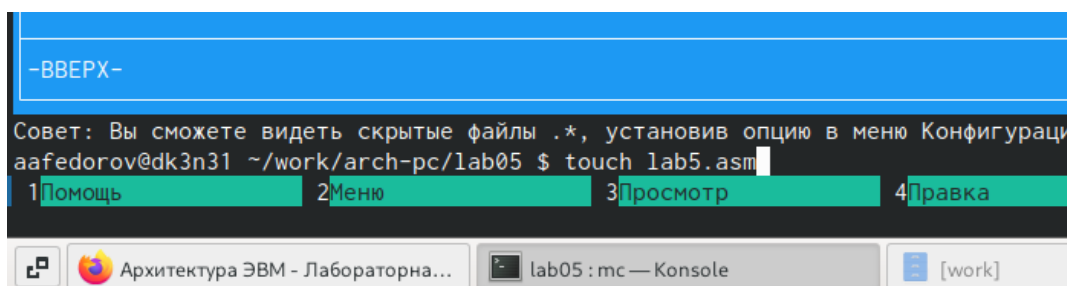 -ВВЕРХ-
Совет: Вы сможете видеть скрытые файлы .*, установив опцию в меню Конфигураци
aafedorov@dk3n31 ~/work/arch-pc/lab05 $ touch lab5.asm
1Помощь 2Меню 3Просмотр 4Правка
Архитектура ЭВМ - Лабораторна... lab05 : mc — Konsole [work]